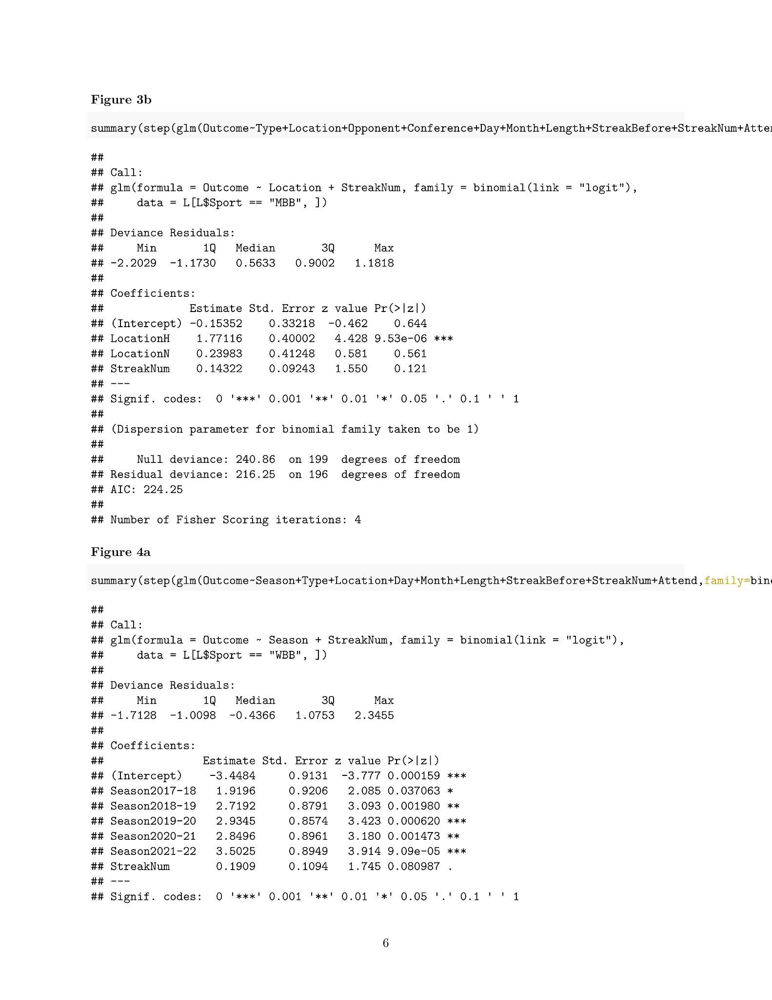 Figure 3b
summary(step(glm(Outcome~Type+Location+Opponent+Conference+Day+Month+Length+StreakBefore+StreakNum+Atten
##
## Call:
## glm(formula = Outcome ~ Location + StreakNum, family = binomial(link = "logit"),
##     data = L[L$Sport == "MBB", ])
##
## Deviance Residuals:
##     Min       1Q   Median       3Q      Max
## -2.2029  -1.1730   0.5633   0.9002   1.1818
##
## Coefficients:
##             Estimate Std. Error z value Pr(>|z|)
## (Intercept) -0.15352    0.33218  -0.462    0.644
## LocationH    1.77116    0.40002   4.428 9.53e-06 ***
## LocationN    0.23983    0.41248   0.581    0.561
## StreakNum    0.14322    0.09243   1.550    0.121
## ---
## Signif. codes:  0 '***' 0.001 '**' 0.01 '*' 0.05 '.' 0.1 ' ' 1
##
## (Dispersion parameter for binomial family taken to be 1)
##
##     Null deviance: 240.86  on 199  degrees of freedom
## Residual deviance: 216.25  on 196  degrees of freedom
## AIC: 224.25
##
## Number of Fisher Scoring iterations: 4
Figure 4a
summary(step(glm(Outcome~Season+Type+Location+Day+Month+Length+StreakBefore+StreakNum+Attend,family=bino
##
## Call:
## glm(formula = Outcome ~ Season + StreakNum, family = binomial(link = "logit"),
##     data = L[L$Sport == "WBB", ])
##
## Deviance Residuals:
##     Min       1Q   Median       3Q      Max
## -1.7128  -1.0098  -0.4366   1.0753   2.3455
##
## Coefficients:
##               Estimate Std. Error z value Pr(>|z|)
## (Intercept)    -3.4484     0.9131  -3.777 0.000159 ***
## Season2017-18   1.9196     0.9206   2.085 0.037063 *
## Season2018-19   2.7192     0.8791   3.093 0.001980 **
## Season2019-20   2.9345     0.8574   3.423 0.000620 ***
## Season2020-21   2.8496     0.8961   3.180 0.001473 **
## Season2021-22   3.5025     0.8949   3.914 9.09e-05 ***
## StreakNum       0.1909     0.1094   1.745 0.080987 .
## ---
## Signif. codes:  0 '***' 0.001 '**' 0.01 '*' 0.05 '.' 0.1 ' ' 1
6